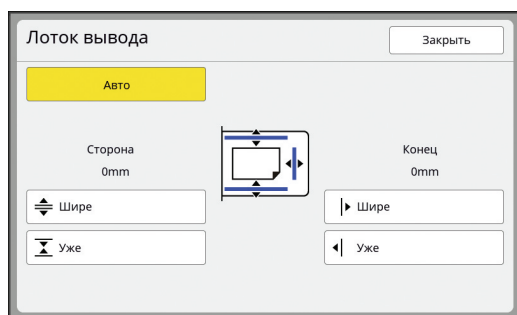 Лоток вывода
Закрыть
Авто
Сторона
0mm
Конец
0mm
Шире
Шире
Уже
Уже